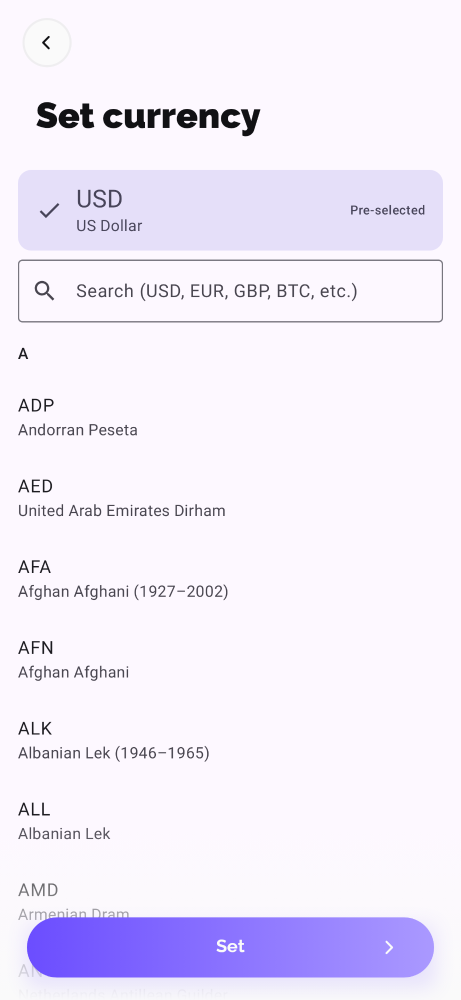 Set currency
USD
US Dollar
Pre-selected
Search (USD, EUR, GBP, BTC, etc.)
A
ADP
Andorran Peseta
AED
United Arab Emirates Dirham
AFA
Afghan Afghani (1927–2002)
AFN
Afghan Afghani
ALK
Albanian Lek (1946–1965)
ALL
Albanian Lek
AMD
Armenian Dram
Set